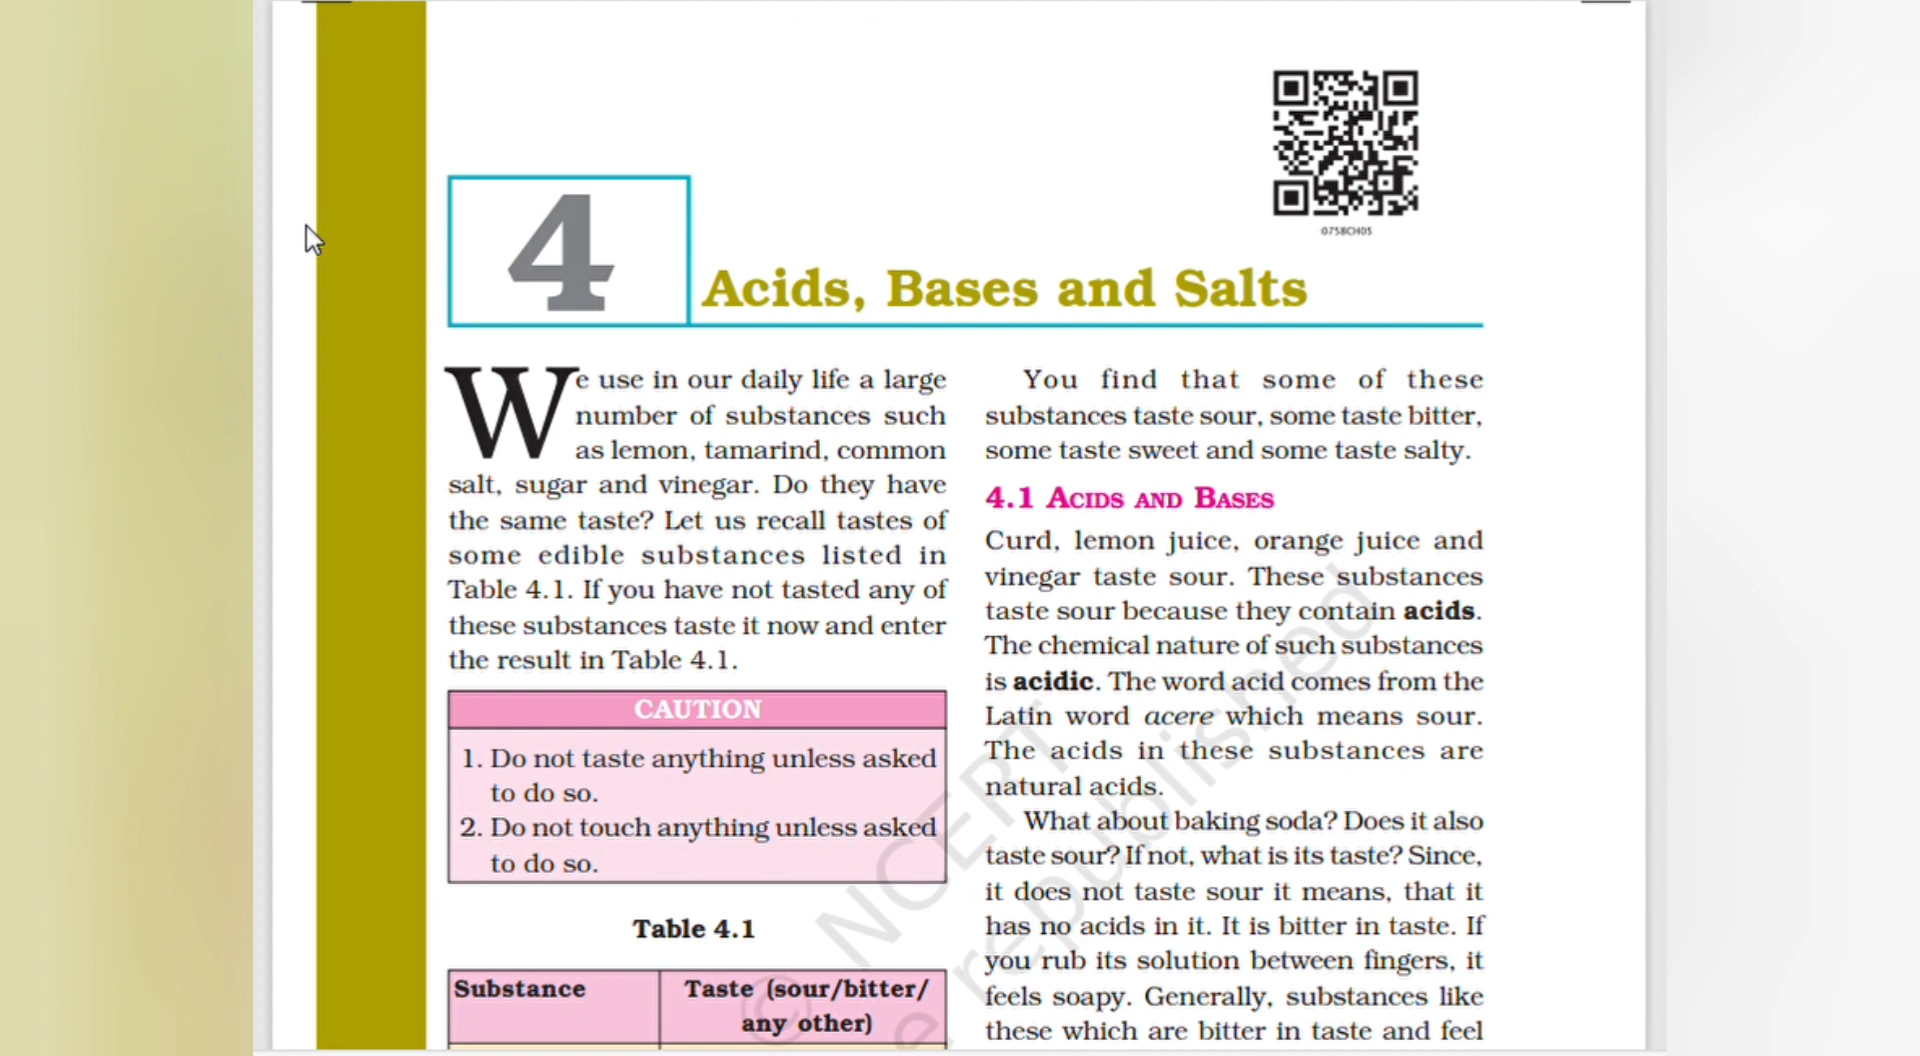 0758CH05
4
Acids, Bases and Salts
We use in our daily life a large
number of substances such
as lemon, tamarind, common
salt, sugar and vinegar. Do they have
the same taste? Let us recall tastes of
some edible substances listed in
Table 4.1. If you have not tasted any of
these substances taste it now and enter
the result in Table 4.1.
CAUTION
1. Do not taste anything unless asked
to do so.
2. Do not touch anything unless asked
to do so.
Table 4.1
Substance
Taste (sour/bitter/
any other)
You find that some of these
substances taste sour, some taste bitter,
some taste sweet and some taste salty.
4.1 ACIDS AND BASES
Curd, lemon juice, orange juice and
vinegar taste sour. These substances
taste sour because they contain acids.
The chemical nature of such substances
is acidic. The word acid comes from the
Latin word acere which means sour.
The acids in these substances are
natural acids.
What about baking soda? Does it also
taste sour? If not, what is its taste? Since,
it does not taste sour it means, that it
has no acids in it. It is bitter in taste. If
you rub its solution between fingers, it
feels soapy. Generally, substances like
these which are bitter in taste and feel
© NCERT
e republished